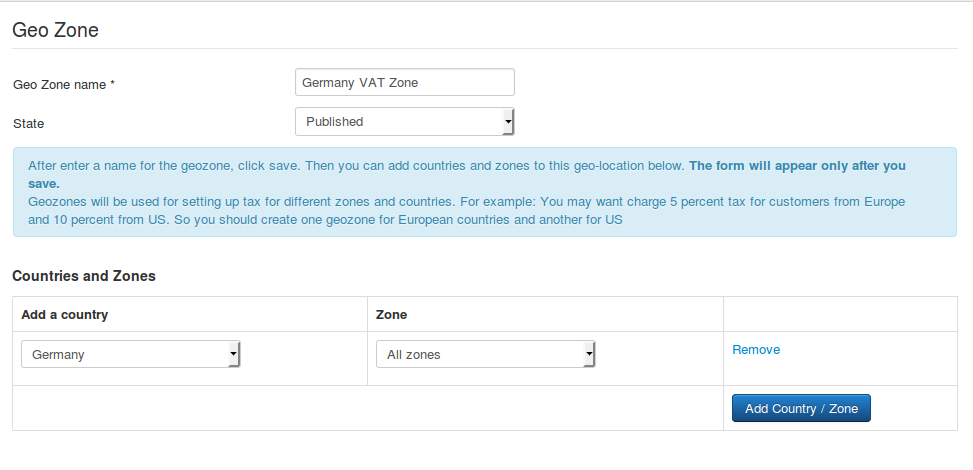 Geo Zone
Geo Zone name *
Germany VAT Zone
State
Published
After enter a name for the geozone, click save. Then you can add countries and zones to this geo-location below. The form will appear only after you
save.
Geozones will be used for setting up tax for different zones and countries. For example: You may want charge 5 percent tax for customers from Europe
and 10 percent from US. So you should create one geozone for European countries and another for US
Countries and Zones
Add a country
Zone
Germany
All zones
Remove
Add Country / Zone